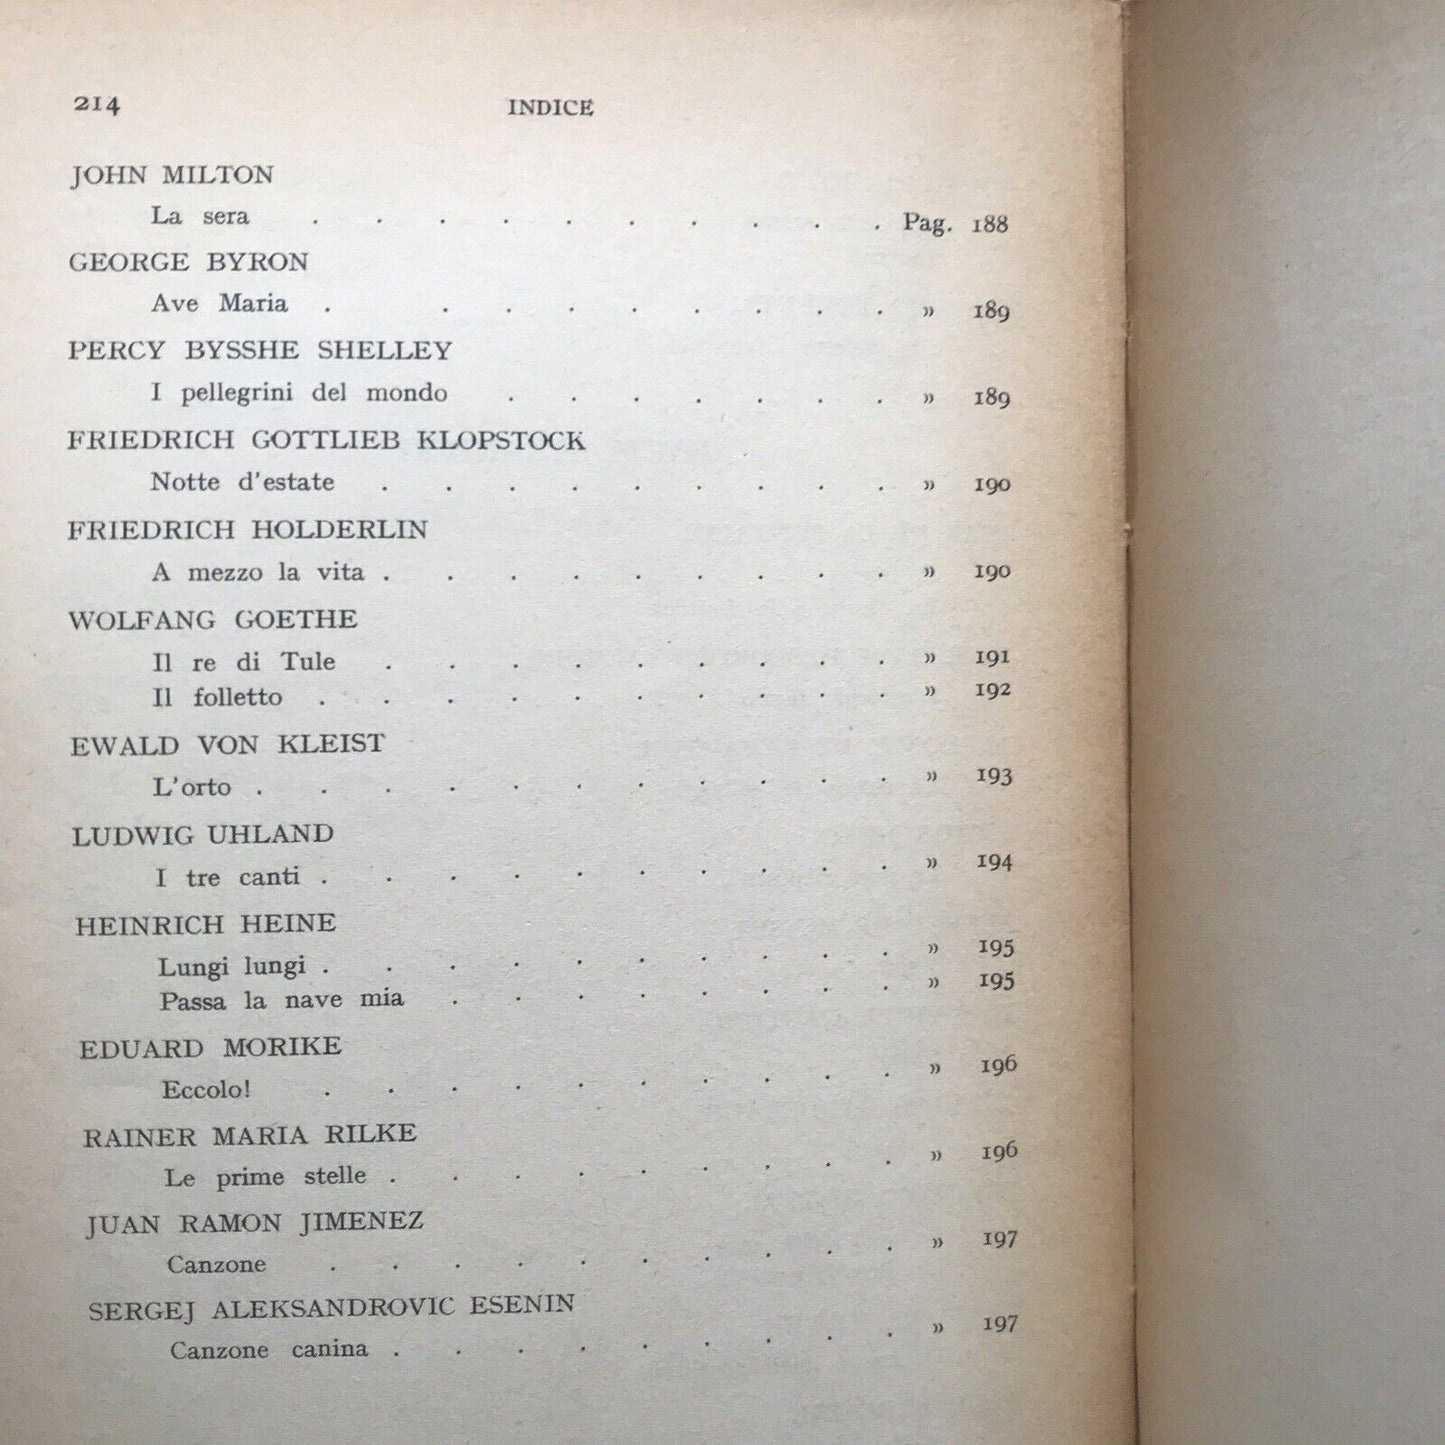 214 INDICE
JOHN MILTON
La sera . . . . . . . . . . Pag. 188
GEORGE BYRON
Ave Maria . . . . . . . . . » 189
PERCY BYSSHE SHELLEY
I pellegrini del mondo . . . . . . . » 189
FRIEDRICH GOTTLIEB KLOPSTOCK
Notte d'estate . . . . . . . . . » 190
FRIEDRICH HOLDERLIN
A mezzo la vita . . . . . . . . . » 190
WOLFANG GOETHE
Il re di Tule . . . . . . . . . » 191
Il folletto . . . . . . . . . . » 192
EWALD VON KLEIST
L'orto . . . . . . . . . . . » 193
LUDWIG UHLAND
I tre canti . . . . . . . . . . » 194
HEINRICH HEINE
Lungi lungi . . . . . . . . . . » 195
Passa la nave mia . . . . . . . . » 195
EDUARD MORIKE
Eccolo! . . . . . . . . . . » 196
RAINER MARIA RILKE
Le prime stelle . . . . . . . . . » 196
JUAN RAMON JIMENEZ
Canzone . . . . . . . . . . » 197
SERGEJ ALEKSANDROVIC ESENIN
Canzone canina . . . . . . . . . » 197